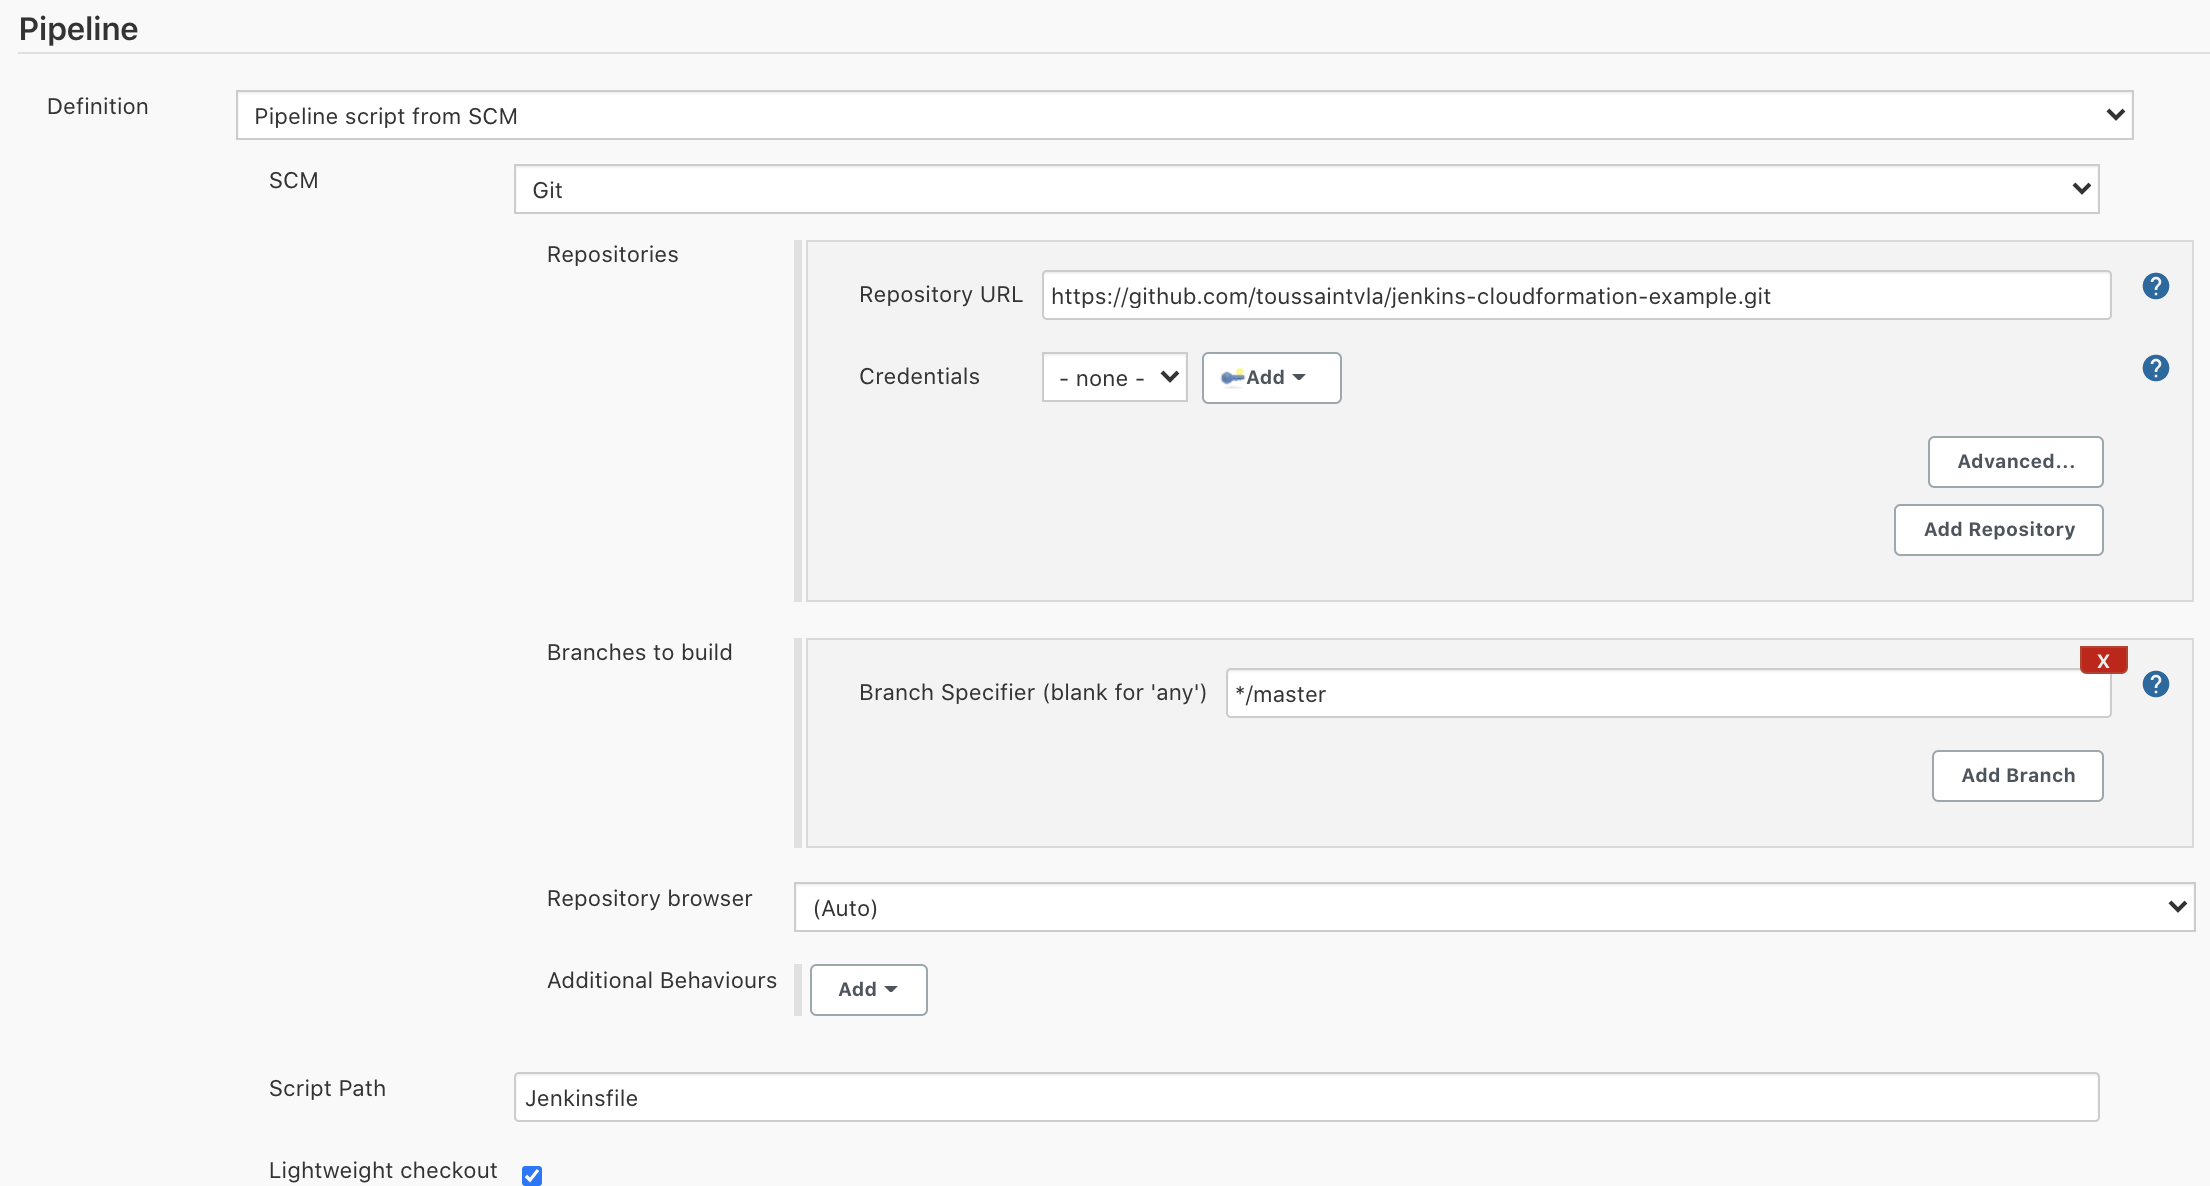 Pipeline
Definition
Pipeline script from SCM
SCM
Git
Repositories
Repository URL
https://github.com/toussaintvla/jenkins-cloudformation-example.git
?
Credentials
- none -
Add
?
Advanced...
Add Repository
Branches to build
X
Branch Specifier (blank for 'any')
*/master
?
Add Branch
Repository browser
(Auto)
Additional Behaviours
Add
Script Path
Jenkinsfile
Lightweight checkout